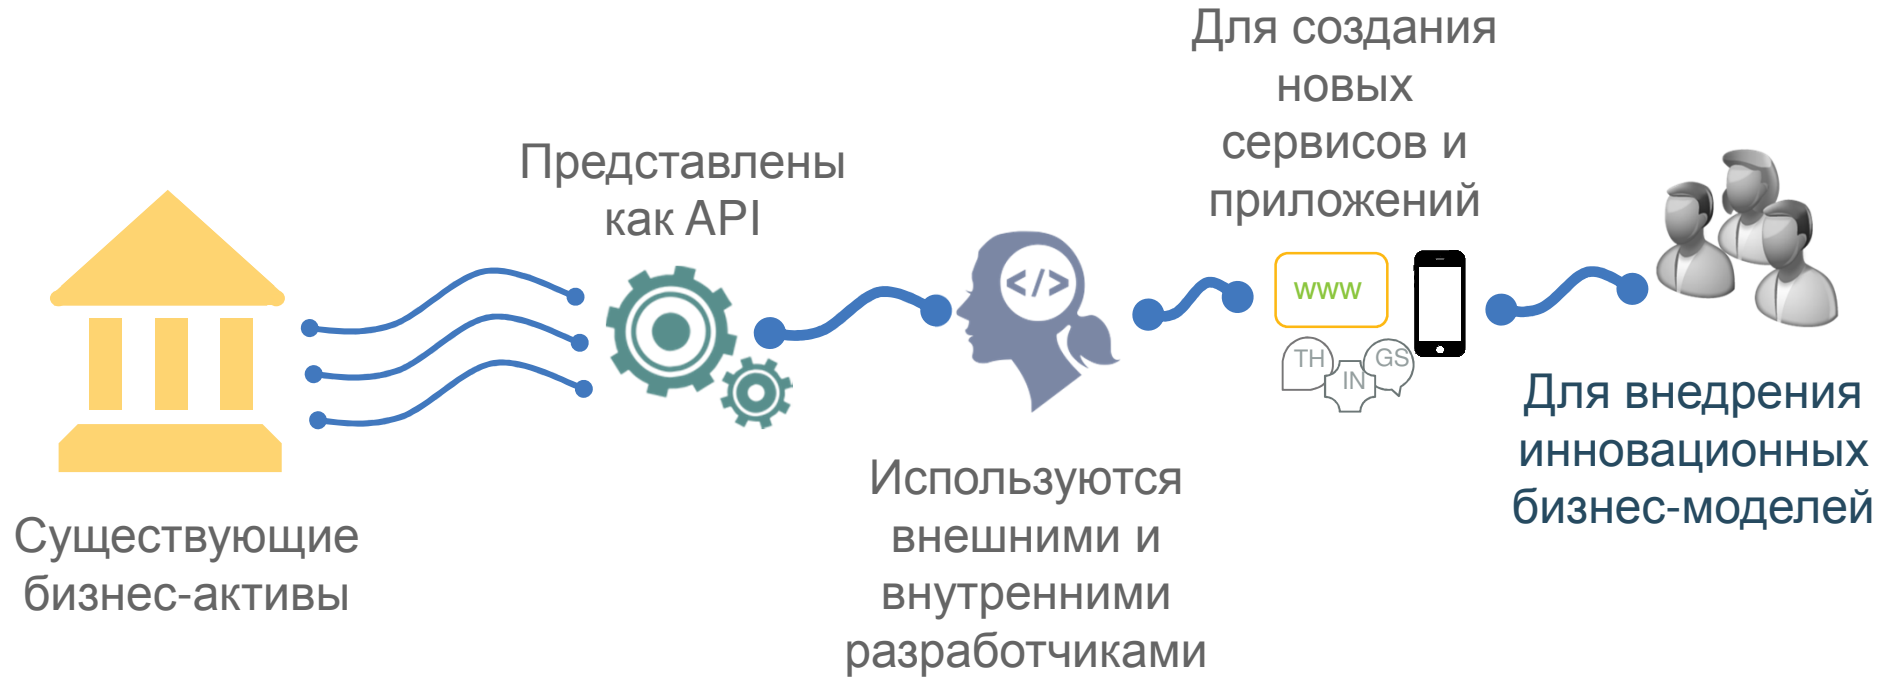 Существующие
бизнес-активы
Представлены
как API
</>
Используются
внешними и
внутренними
разработчиками
Для создания
новых
сервисов и
приложений
www
TH
IN
GS
Для внедрения
инновационных
бизнес-моделей